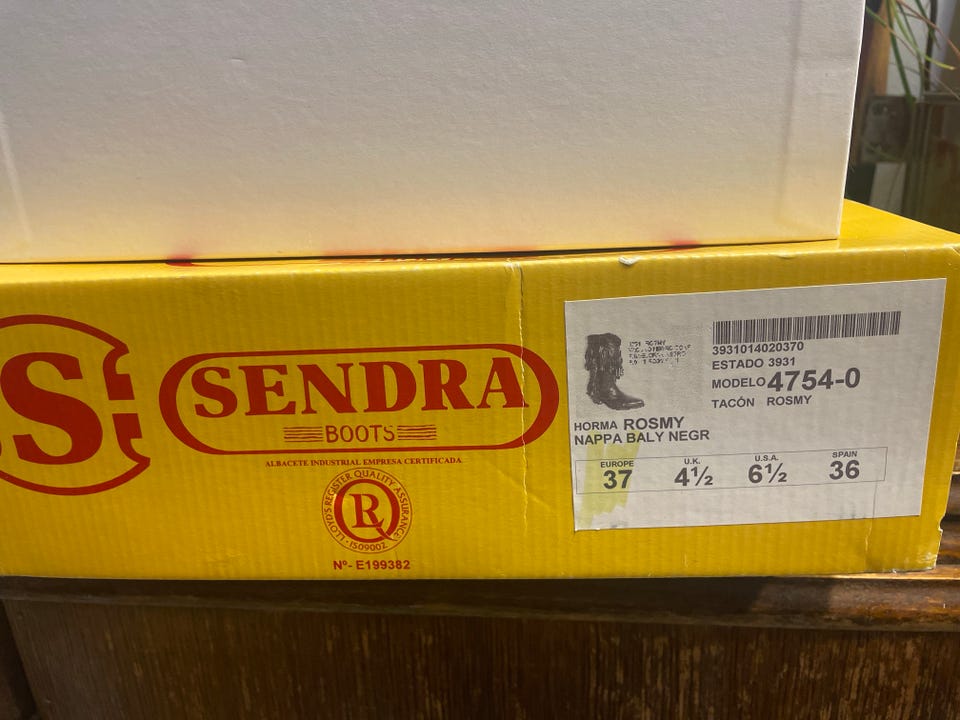 S
SENDRA
BOOTS
ALBACETE INDUSTRIAL EMPRESA CERTIFICADA
LLOYD'S REGISTER QUALITY ASSURANCE
LR
ISO9002
Nº- E199382
3931014020370
ESTADO 3931
MODELO 4754-0
TACÓN ROSMY
HORMA ROSMY
NAPPA BALY NEGR
EUROPE U.K. U.S.A. SPAIN
37 4½ 6½ 36